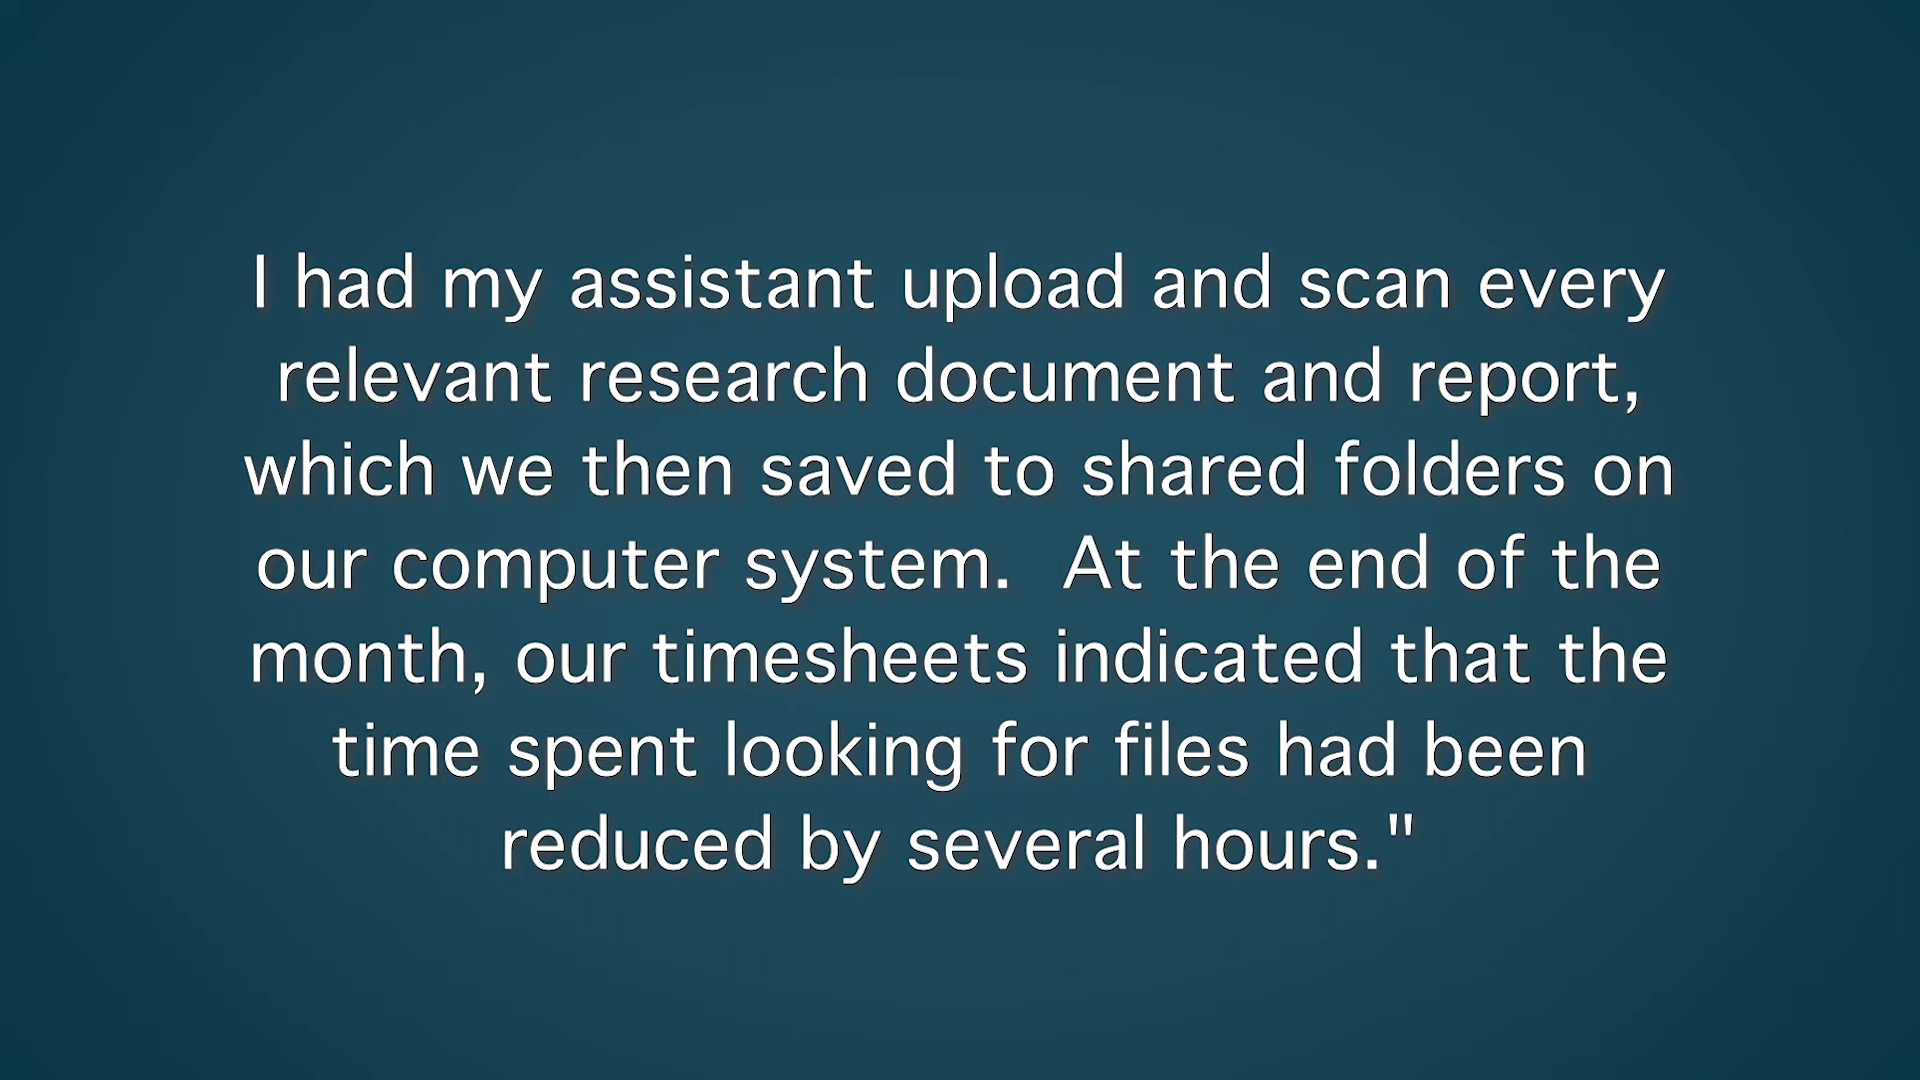 I had my assistant upload and scan every
relevant research document and report,
which we then saved to shared folders on
our computer system.  At the end of the
month, our timesheets indicated that the
time spent looking for files had been
reduced by several hours."